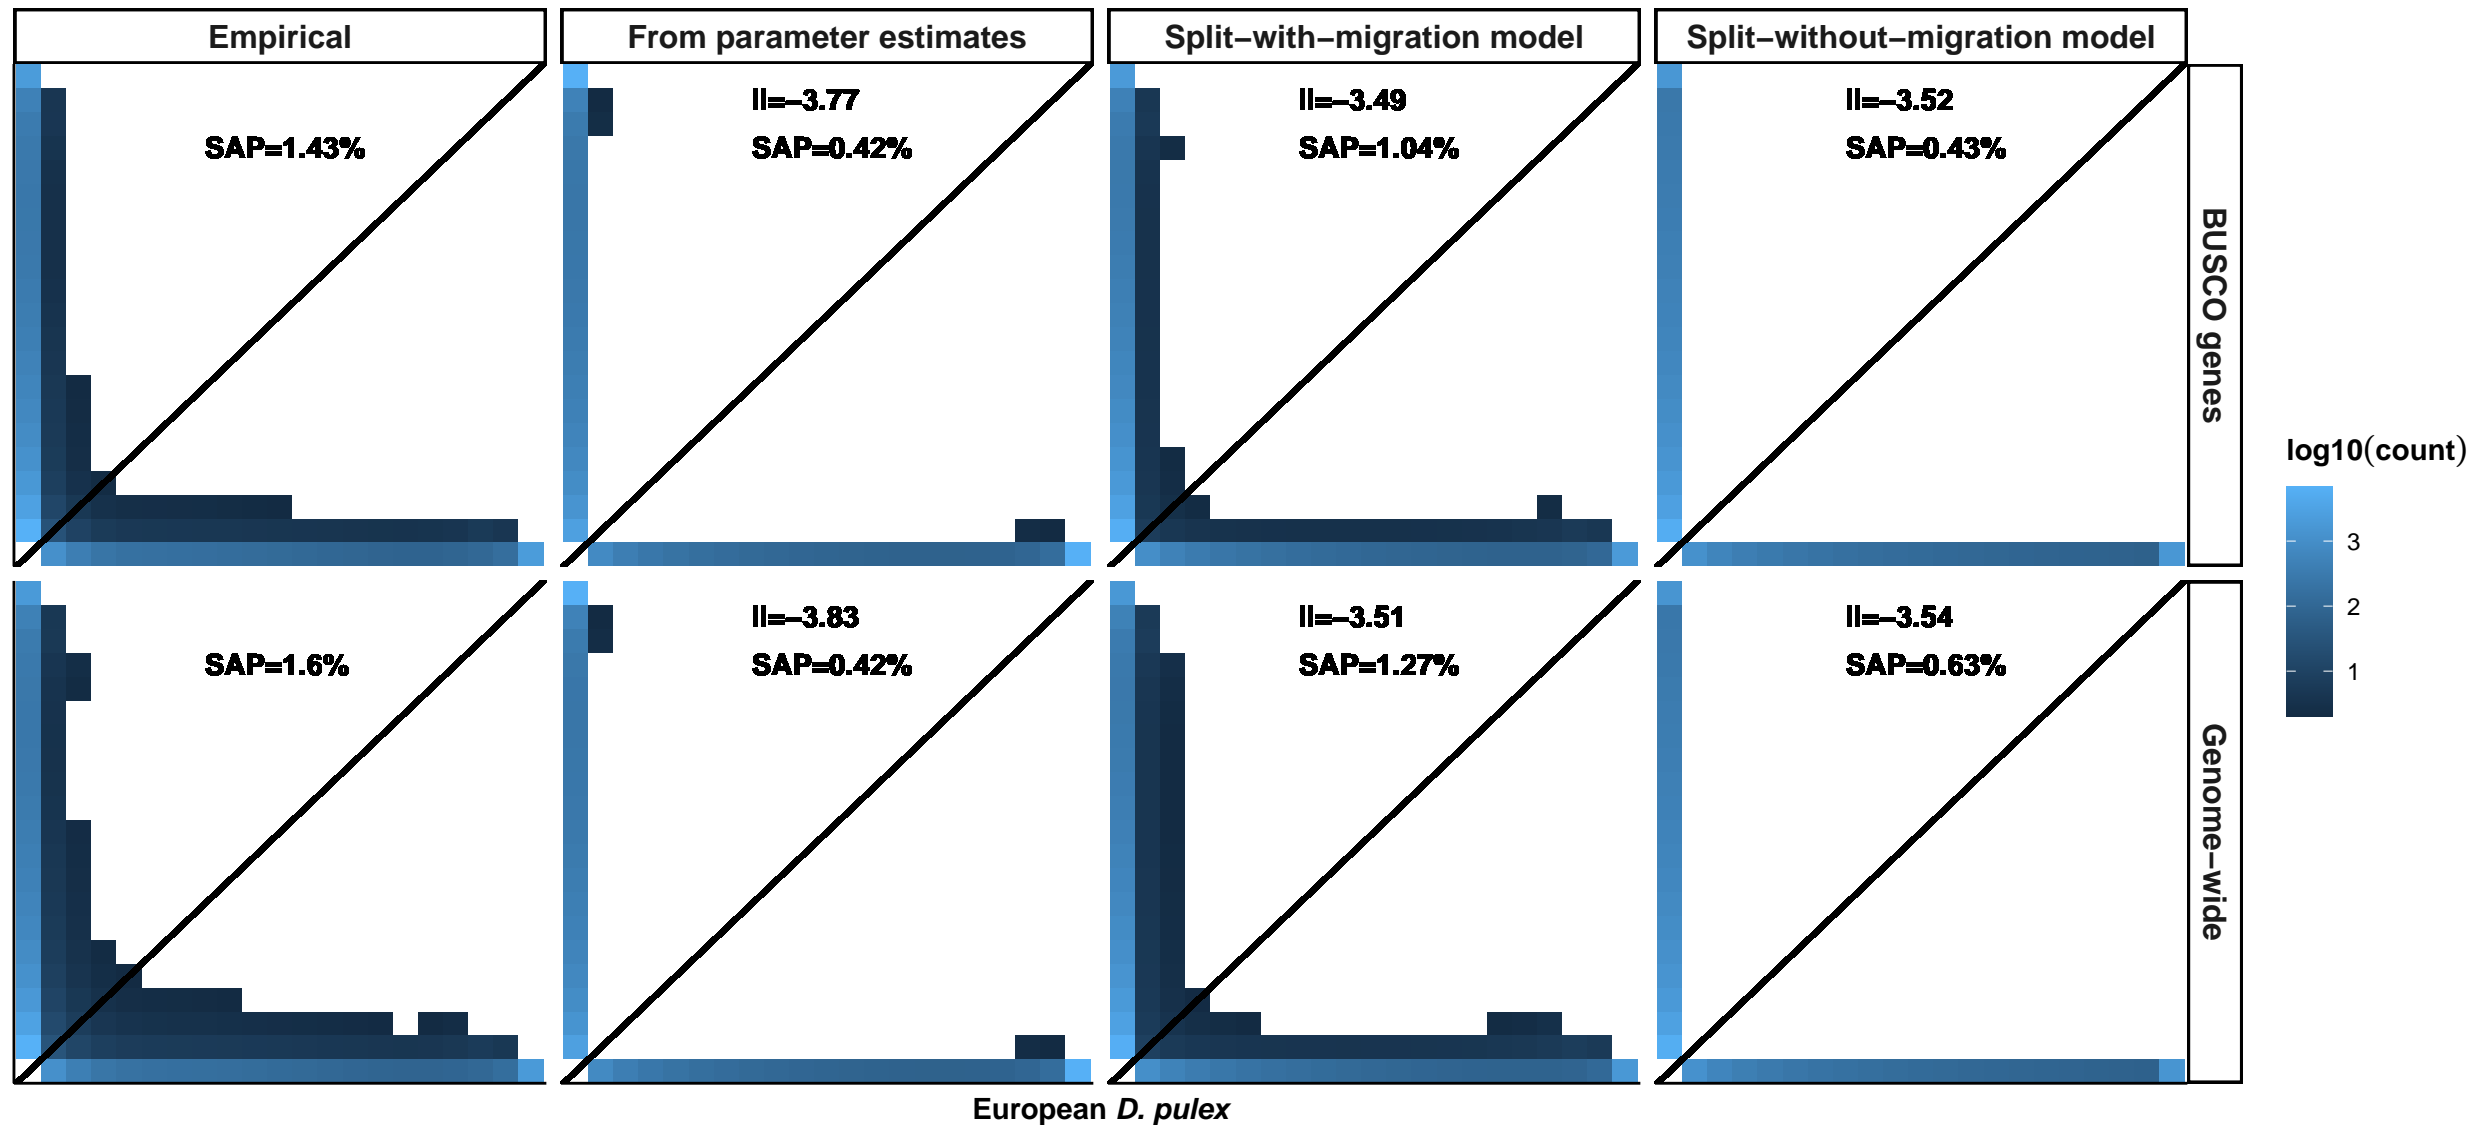 Empirical
From parameter estimates
Split−with−migration model
Split−without−migration model
SAP=1.43%
ll=−3.77
SAP=0.42%
ll=−3.49
SAP=1.04%
ll=−3.52
SAP=0.43%
BUSCO genes
SAP=1.6%
ll=−3.83
SAP=0.42%
ll=−3.51
SAP=1.27%
ll=−3.54
SAP=0.63%
Genome−wide
log10(count)
3
2
1
European D. pulex